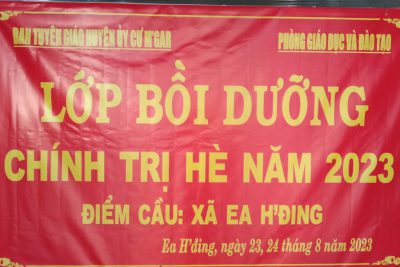 BAN TUYÊN GIÁO HUYỆN ỦY CƯ M'GAR
PHÒNG GIÁO DỤC VÀ ĐÀO TẠO
LỚP BỒI DƯỠNG
CHÍNH TRỊ HÈ NĂM 2023
ĐIỂM CẦU: XÃ EA H'ĐING
Ea H'đing, ngày 23, 24 tháng 8 năm 2023